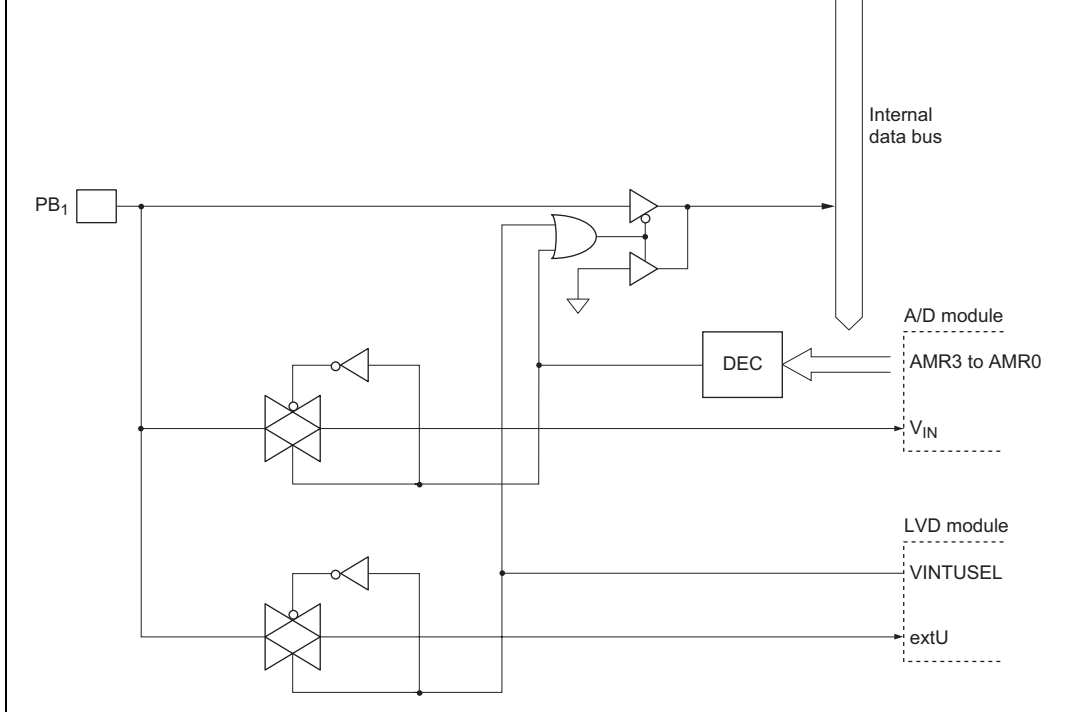 Internal
data bus
PB1
A/D module
DEC
AMR3 to AMR0
VIN
LVD module
VINTUSEL
extU